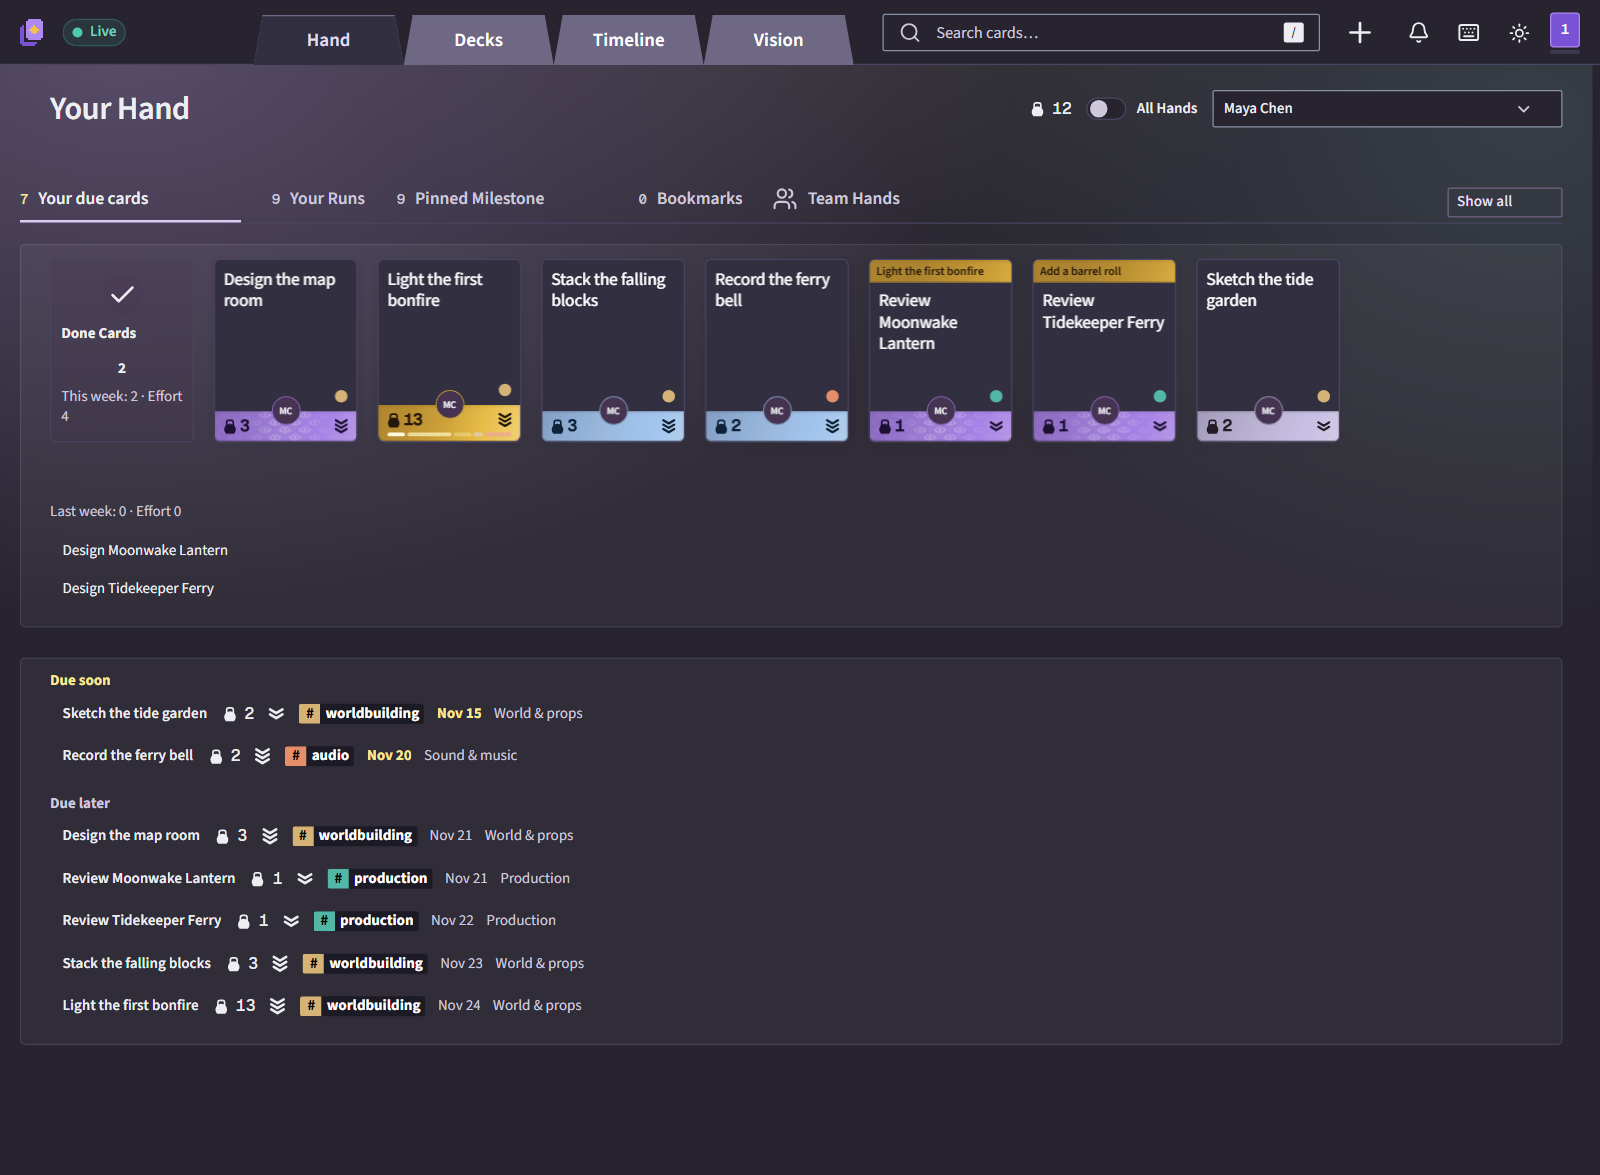 Live
Hand
Decks
Timeline
Vision
Search cards…
/
1
Your Hand
12
All Hands
Maya Chen
7 Your due cards
9 Your Runs
9 Pinned Milestone
0 Bookmarks
Team Hands
Show all
Done Cards
2
This week: 2 · Effort
4
Design the map
room
MC
3
Light the first
bonfire
MC
13
Stack the falling
blocks
MC
3
Record the ferry
bell
MC
2
Light the first bonfire
Review
Moonwake
Lantern
MC
1
Add a barrel roll
Review
Tidekeeper Ferry
MC
1
Sketch the tide
garden
MC
2
Last week: 0 · Effort 0
Design Moonwake Lantern
Design Tidekeeper Ferry
Due soon
Sketch the tide garden 2 # worldbuilding Nov 15 World & props
Record the ferry bell 2 # audio Nov 20 Sound & music
Due later
Design the map room 3 # worldbuilding Nov 21 World & props
Review Moonwake Lantern 1 # production Nov 21 Production
Review Tidekeeper Ferry 1 # production Nov 22 Production
Stack the falling blocks 3 # worldbuilding Nov 23 World & props
Light the first bonfire 13 # worldbuilding Nov 24 World & props